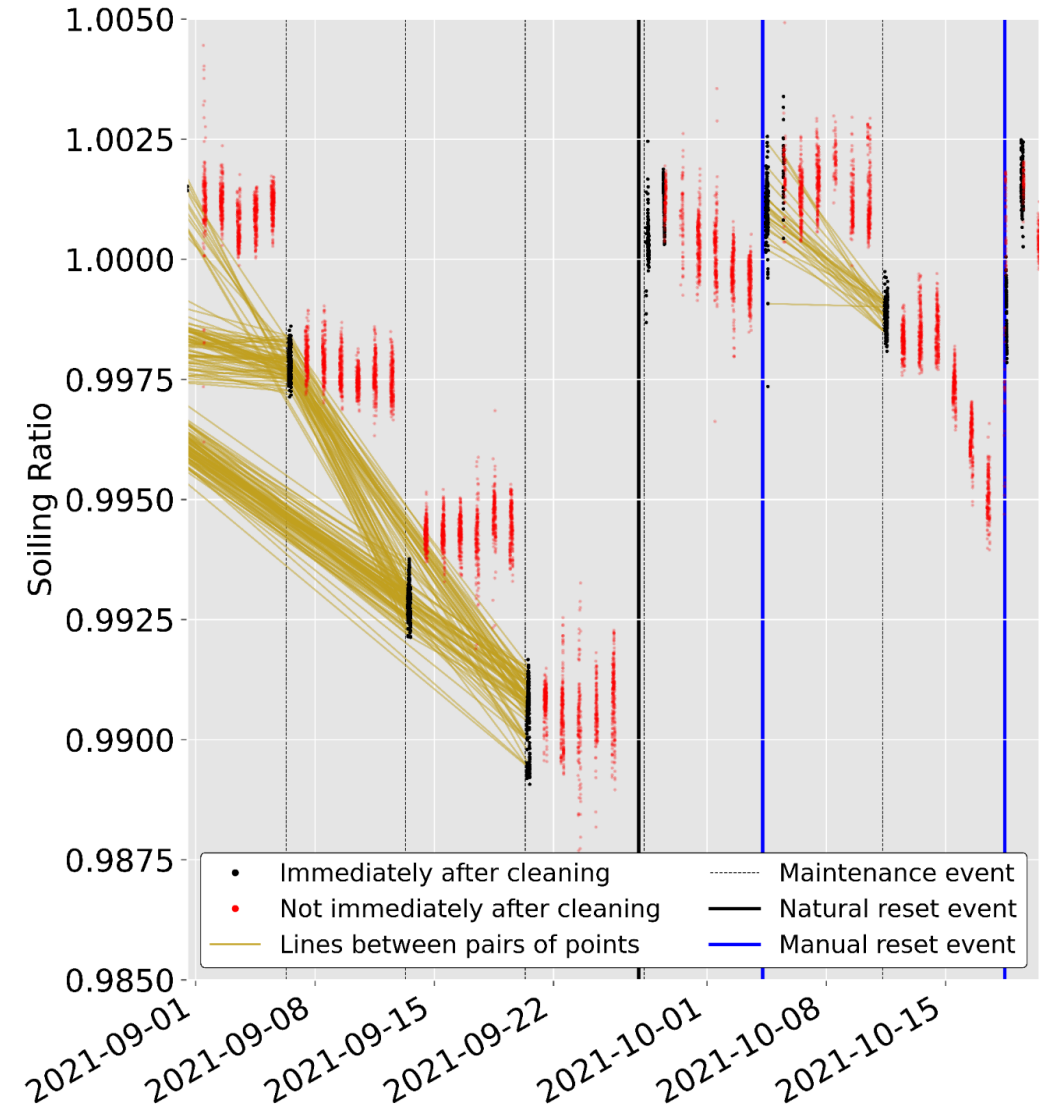 1.0050
1.0025
1.0000
0.9975
0.9950
0.9925
0.9900
0.9875
0.9850
Soiling Ratio
Immediately after cleaning
Not immediately after cleaning
Lines between pairs of points
Maintenance event
Natural reset event
Manual reset event
2021-09-01
2021-09-08
2021-09-15
2021-09-22
2021-10-01
2021-10-08
2021-10-15